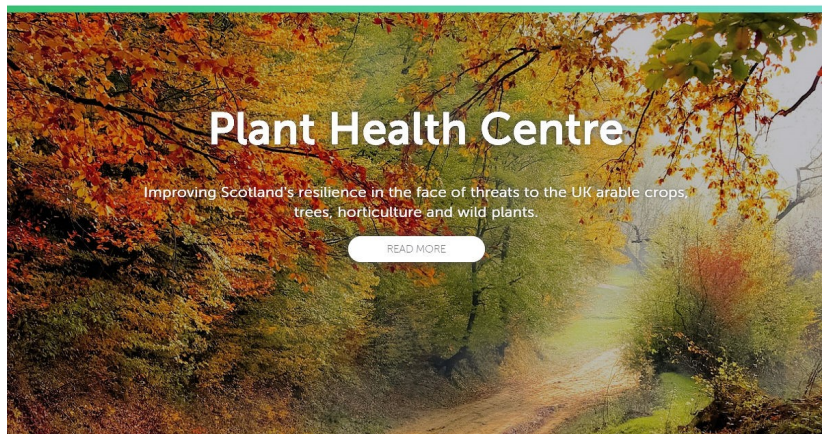 Plant Health Centre
Improving Scotland's resilience in the face of threats to the UK arable crops,
trees, horticulture and wild plants.
READ MORE